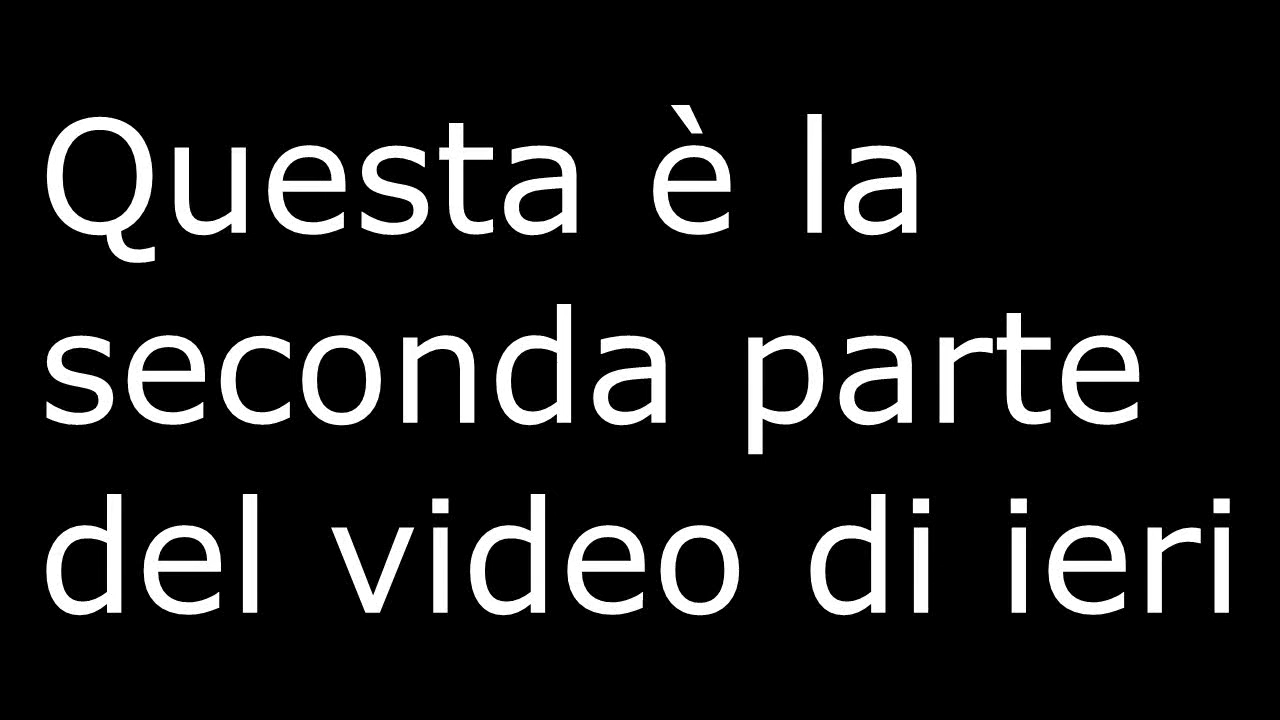 Questa è la
seconda parte
del video di ieri